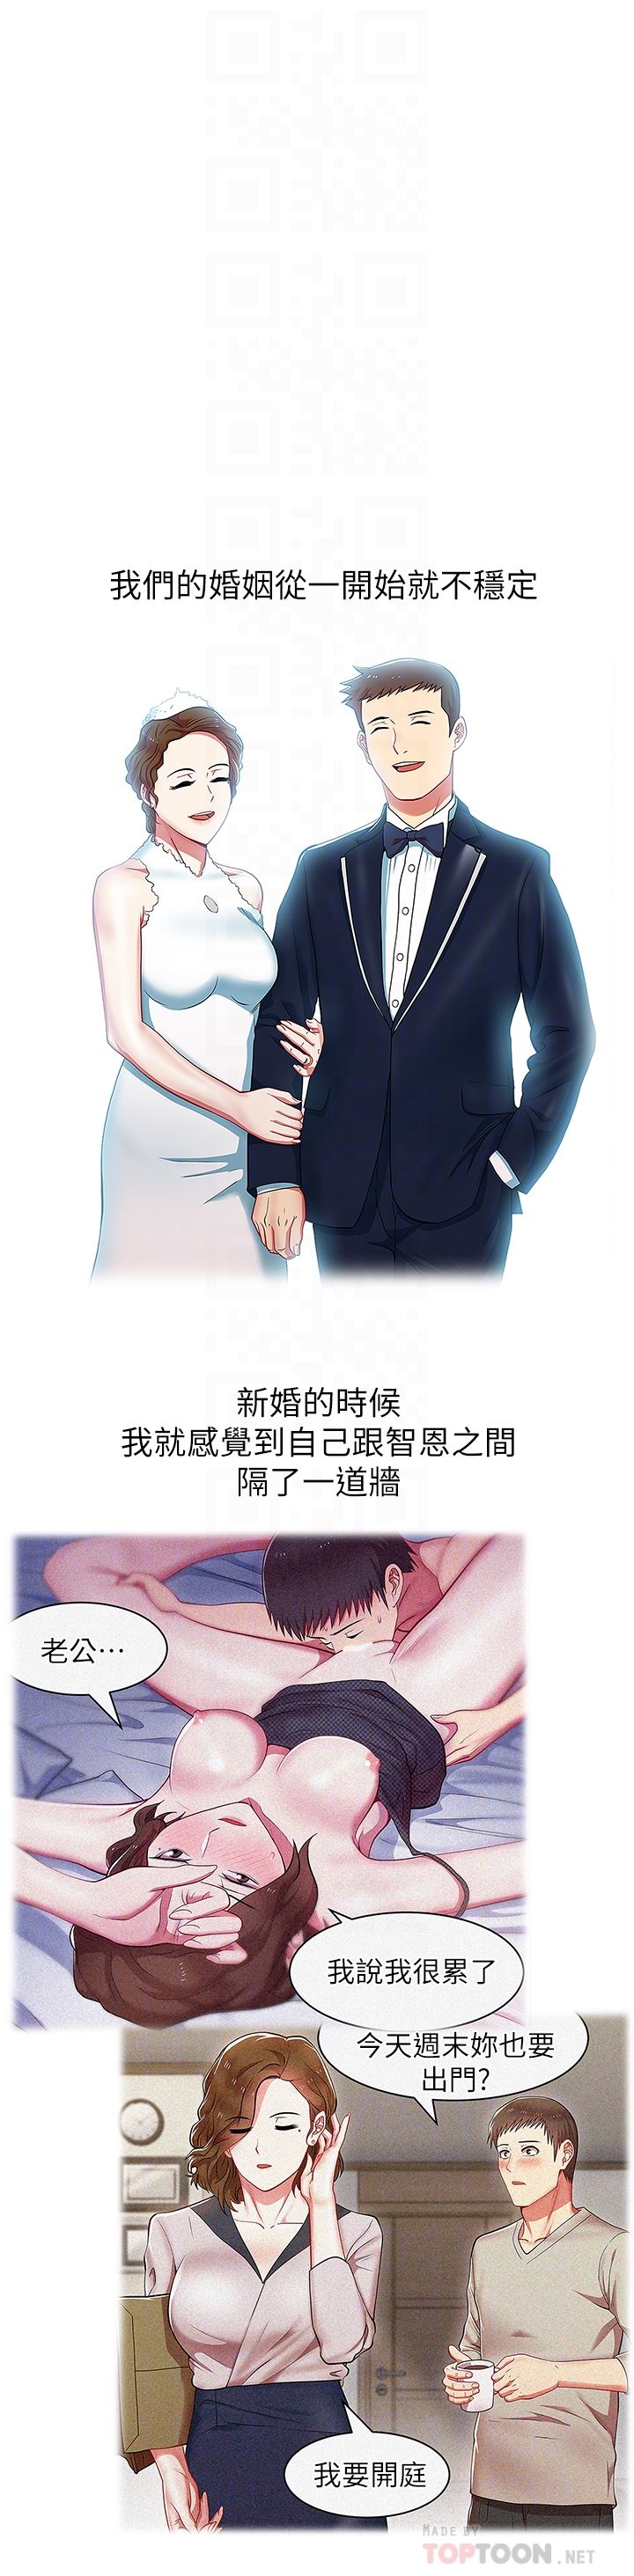 我們的婚姻從一開始就不穩定
新婚的時候
我就感覺到自己跟智恩之間
隔了一道牆
老公…
我說我很累了
今天週末妳也要
出門?
我要開庭
MADE BY
TOPTOON.NET